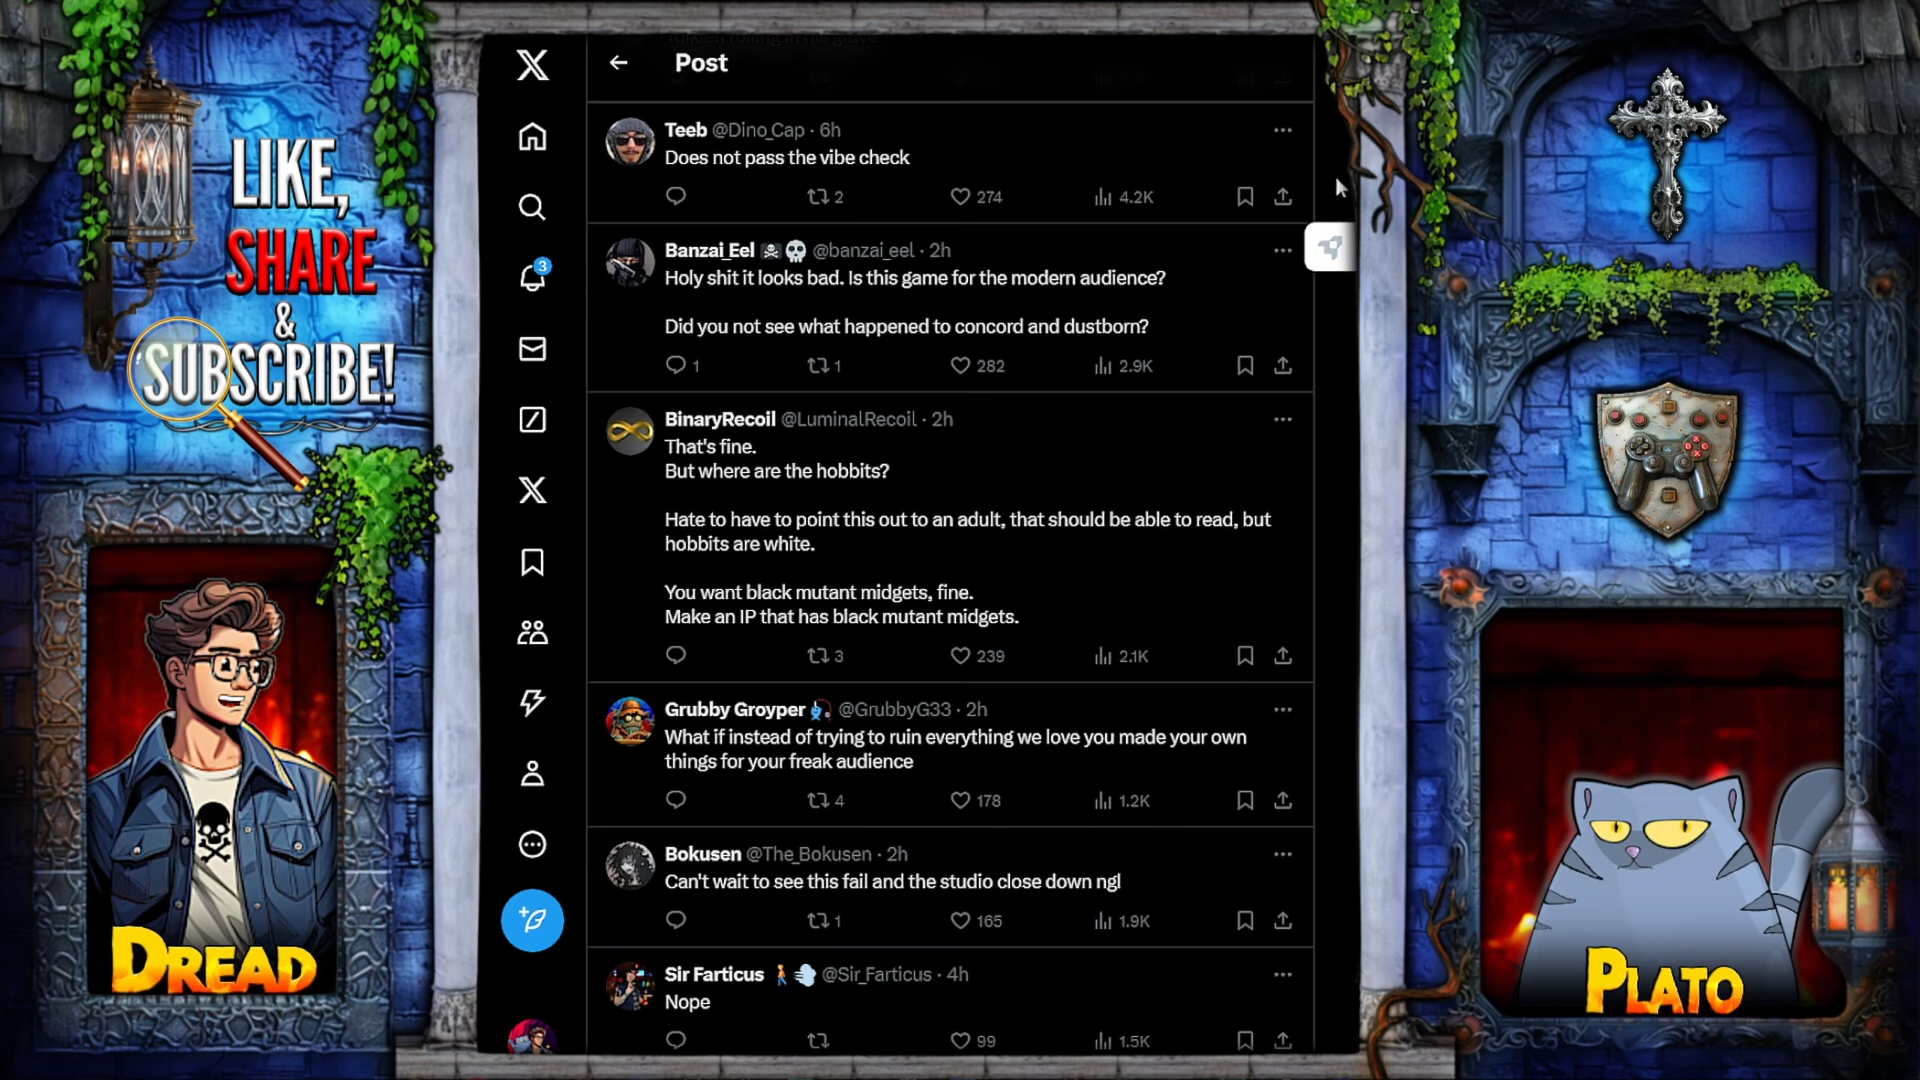 LIKE,
SHARE
&
SUBSCRIBE!
DREAD
3
Post
Teeb @Dino_Cap · 6h
Does not pass the vibe check
2 274 4.2K
Banzai_Eel @banzai_eel · 2h
Holy shit it looks bad. Is this game for the modern audience?
Did you not see what happened to concord and dustborn?
1 1 282 2.9K
BinaryRecoil @LuminalRecoil · 2h
That's fine.
But where are the hobbits?
Hate to have to point this out to an adult, that should be able to read, but
hobbits are white.
You want black mutant midgets, fine.
Make an IP that has black mutant midgets.
3 239 2.1K
Grubby Groyper @GrubbyG33 · 2h
What if instead of trying to ruin everything we love you made your own
things for your freak audience
4 178 1.2K
Bokusen @The_Bokusen · 2h
Can't wait to see this fail and the studio close down ngl
1 165 1.9K
Sir Farticus @Sir_Farticus · 4h
Nope
99 1.5K
PLATO